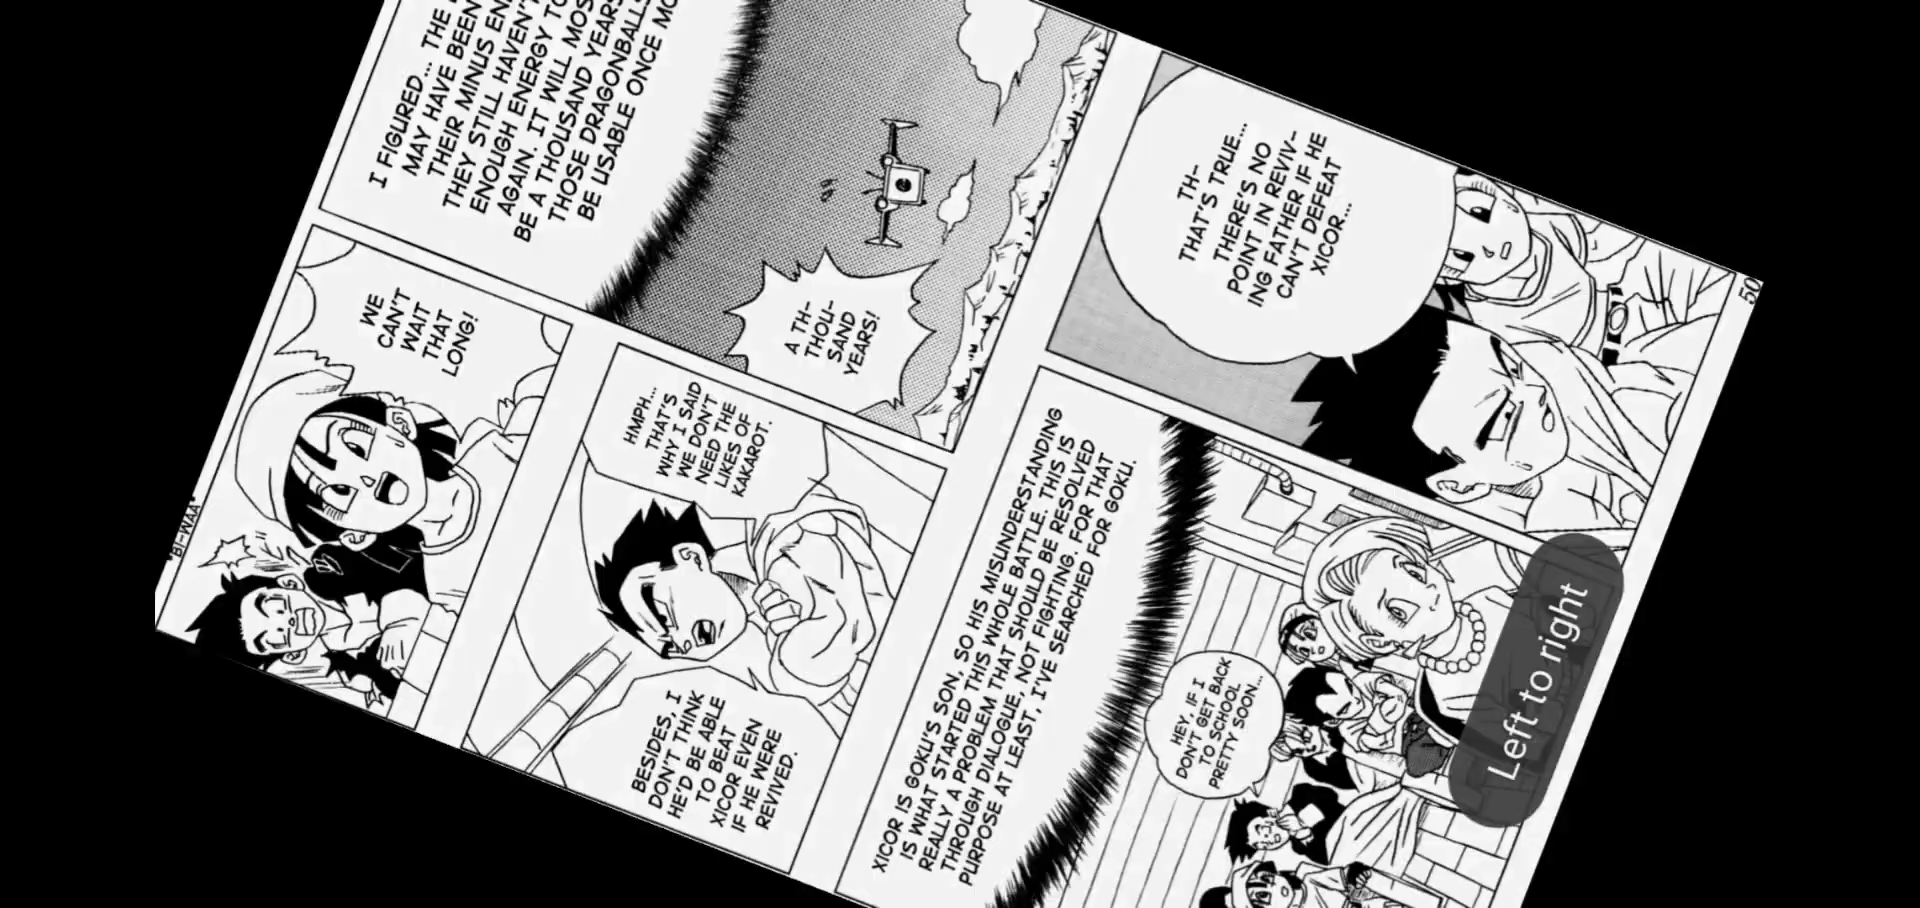 I FIGURED... THE
MAY HAVE BEEN
THEIR MINUS
THEY STILL HAVEN'T
ENOUGH ENERGY TO
AGAIN. IT WILL MOST
BE A THOUSAND YEARS
THOSE DRAGONBALLS
BE USABLE ONCE
A TH-
THOU-
SAND
YEARS!
WE
CAN'T
WAIT
THAT
LONG!
"BI-WAA"
HMPH...
THAT'S
WHY I SAID
WE DON'T
NEED THE
LIKES OF
KAKAROT.
BESIDES, I
DON'T THINK
HE'D BE ABLE
TO BEAT
XICOR EVEN
IF HE WERE
REVIVED.
TH-
THAT'S TRUE...
THERE'S NO
POINT IN REVIV-
ING FATHER IF HE
CAN'T DEFEAT
XICOR...
XICOR IS GOKU'S SON, SO HIS MISUNDERSTANDING
IS WHAT STARTED THIS WHOLE BATTLE. THIS IS
REALLY A PROBLEM THAT SHOULD BE RESOLVED
THROUGH DIALOGUE, NOT FIGHTING. FOR THAT
PURPOSE AT LEAST, I'VE SEARCHED FOR GOKU.
HEY, IF I
DON'T GET BACK
TO SCHOOL
PRETTY SOON...
50
Left to right